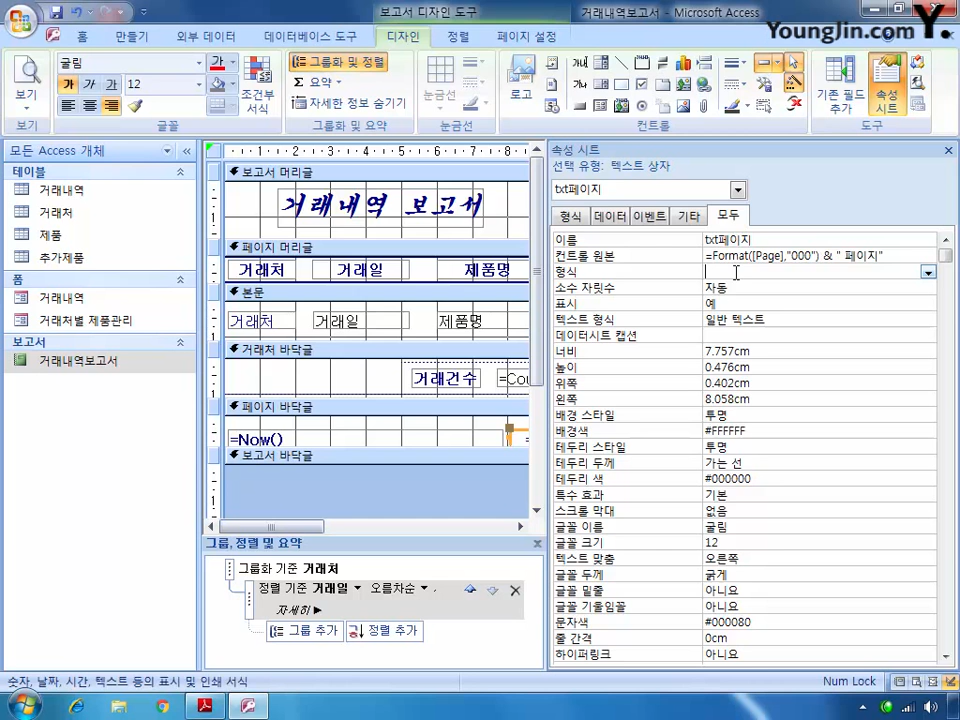 보고서 디자인 도구
거래내역보고서 - Microsoft Access
YoungJin.com Y.
홈
만들기
외부 데이터
데이터베이스 도구
디자인
정렬
페이지 설정
보기
보기
굴림
가 가 가 12
글꼴
조건부
서식
그룹화 및 정렬
Σ 요약
자세한 정보 숨기기
그룹화 및 요약
눈금선
눈금선
로고
컨트롤
기존 필드
추가
속성
시트
도구
모든 Access 개체
테이블
거래내역
거래처
제품
추가제품
폼
거래내역
거래처별 제품관리
보고서
거래내역보고서
1 2 3 4 5 6 7 8
보고서 머리글
거래내역 보고서
페이지 머리글
거래처 거래일 제품명
본문
거래처 거래일 제품명
거래처 바닥글
거래건수 =Cou
페이지 바닥글
=Now() =
보고서 바닥글
그룹, 정렬 및 요약
그룹화 기준 거래처
정렬 기준 거래일 오름차순 ,
자세히
그룹 추가 정렬 추가
속성 시트
선택 유형: 텍스트 상자
txt페이지
형식 데이터 이벤트 기타 모두
이름 txt페이지
컨트롤 원본 =Format([Page],"000") & " 페이지"
형식
소수 자릿수 자동
표시 예
텍스트 형식 일반 텍스트
데이터시트 캡션
너비 7.757cm
높이 0.476cm
위쪽 0.402cm
왼쪽 8.058cm
배경 스타일 투명
배경색 #FFFFFF
테두리 스타일 투명
테두리 두께 가는 선
테두리 색 #000000
특수 효과 기본
스크롤 막대 없음
글꼴 이름 굴림
글꼴 크기 12
텍스트 맞춤 오른쪽
글꼴 두께 굵게
글꼴 밑줄 아니요
글꼴 기울임꼴 아니요
문자색 #000080
줄 간격 0cm
하이퍼링크 아니요
숫자, 날짜, 시간, 텍스트 등의 표시 및 인쇄 서식
Num Lock